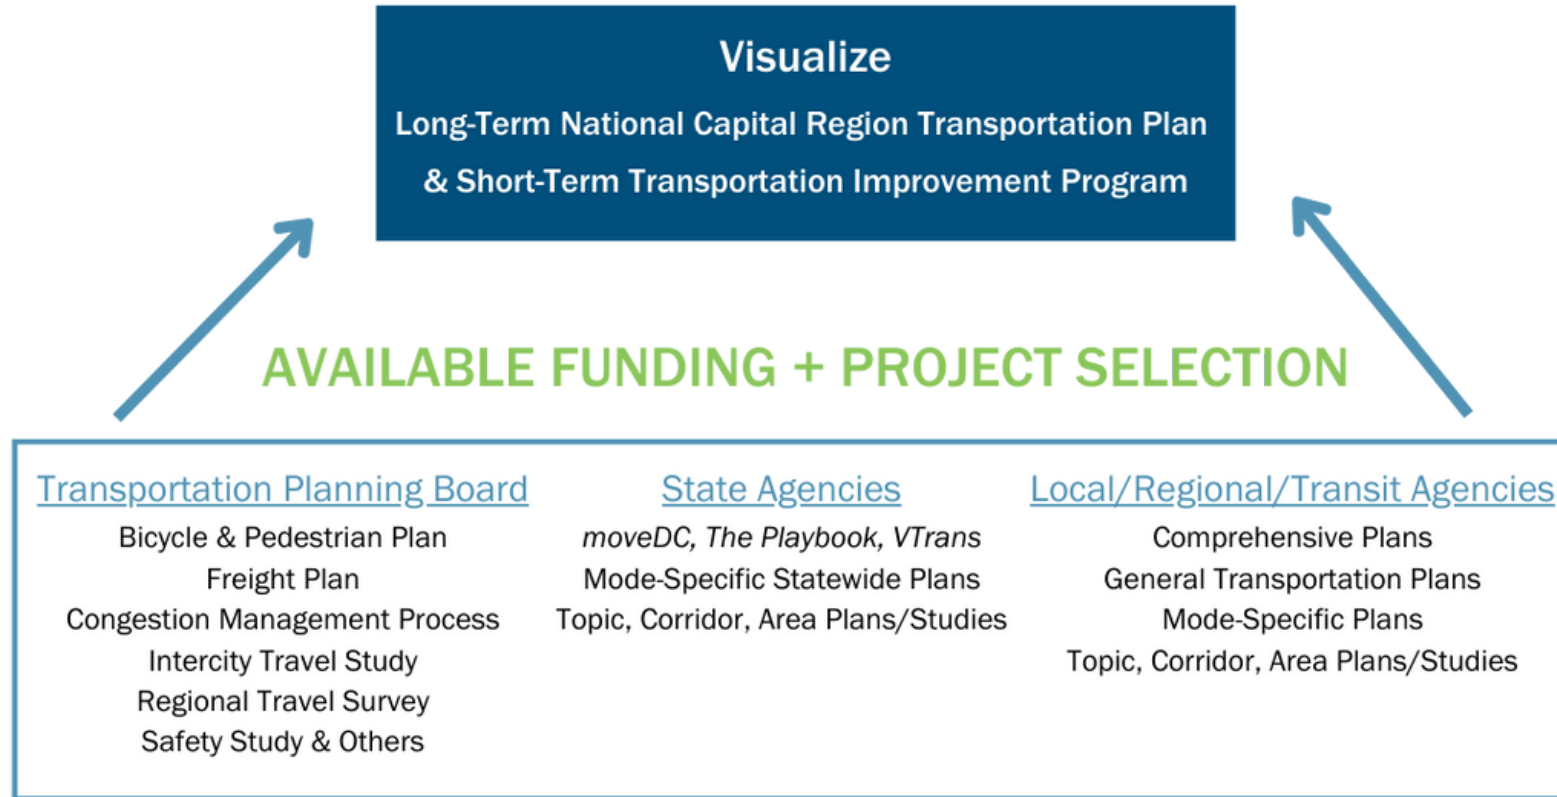 Visualize
Long-Term National Capital Region Transportation Plan
& Short-Term Transportation Improvement Program
AVAILABLE FUNDING + PROJECT SELECTION
Transportation Planning Board
Bicycle & Pedestrian Plan
Freight Plan
Congestion Management Process
Intercity Travel Study
Regional Travel Survey
Safety Study & Others
State Agencies
moveDC, The Playbook, VTrans
Mode-Specific Statewide Plans
Topic, Corridor, Area Plans/Studies
Local/Regional/Transit Agencies
Comprehensive Plans
General Transportation Plans
Mode-Specific Plans
Topic, Corridor, Area Plans/Studies